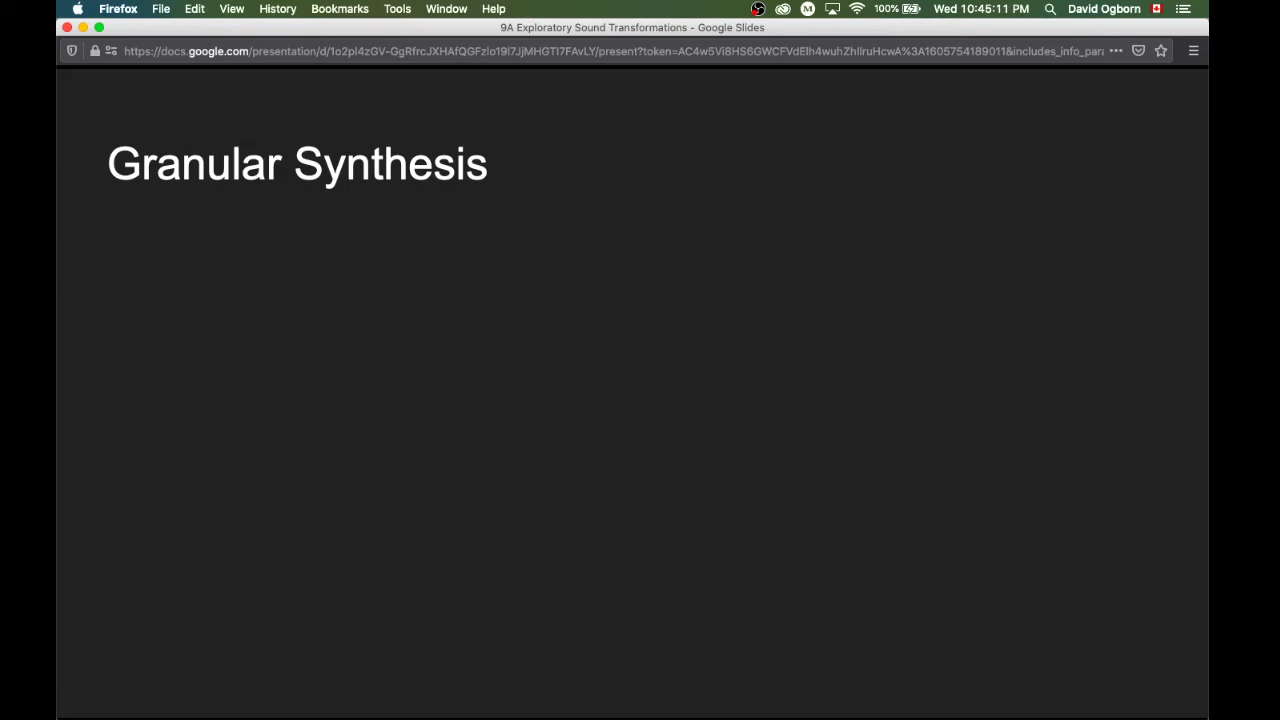 Firefox File Edit View History Bookmarks Tools Window Help 100% Wed 10:45:11 PM David Ogborn
9A Exploratory Sound Transformations - Google Slides
Granular Synthesis